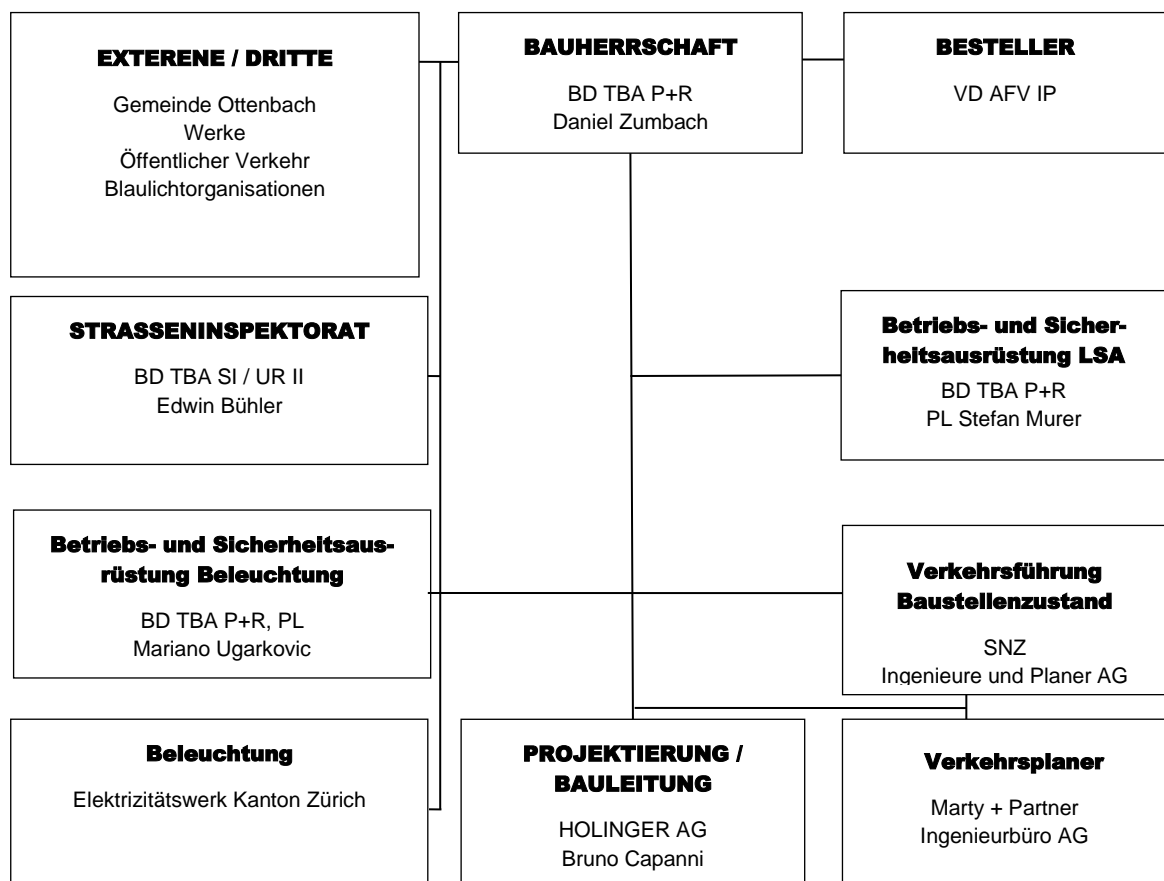 EXTERENE / DRITTE
Gemeinde Ottenbach
Werke
Öffentlicher Verkehr
Blaulichtorganisationen
BAUHERRSCHAFT
BD TBA P+R
Daniel Zumbach
BESTELLER
VD AFV IP
STRASSENINSPEKTORAT
BD TBA SI / UR II
Edwin Bühler
Betriebs- und Sicher-
heitsausrüstung LSA
BD TBA P+R
PL Stefan Murer
Betriebs- und Sicherheitsaus-
rüstung Beleuchtung
BD TBA P+R, PL
Mariano Ugarkovic
Verkehrsführung
Baustellenzustand
SNZ
Ingenieure und Planer AG
Beleuchtung
Elektrizitätswerk Kanton Zürich
PROJEKTIERUNG /
BAULEITUNG
HOLINGER AG
Bruno Capanni
Verkehrsplaner
Marty + Partner
Ingenieurbüro AG